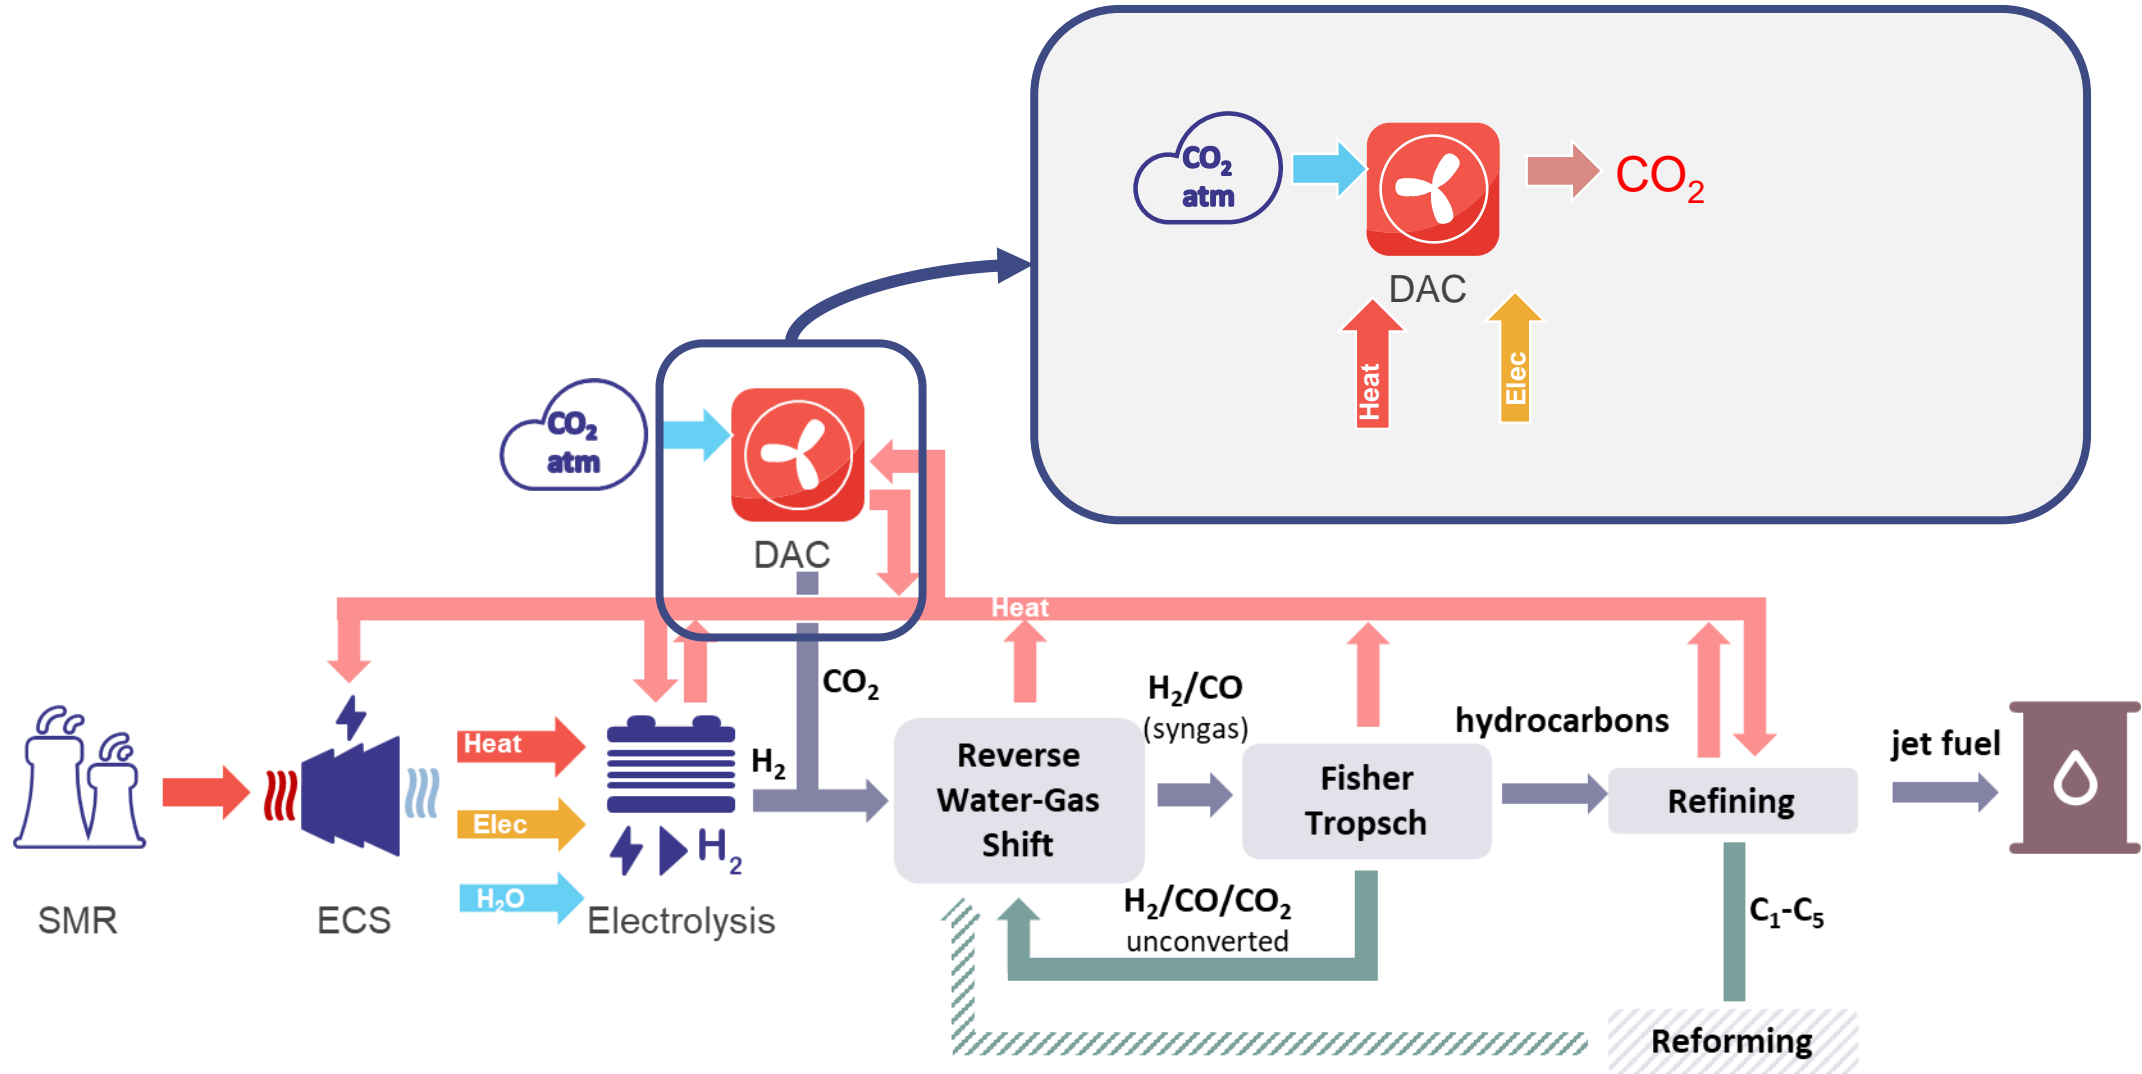 CO₂
atm
CO₂
DAC
Heat
Elec
CO₂
atm
DAC
Heat
CO₂
H₂/CO
(syngas)
hydrocarbons
jet fuel
Heat
Elec
H₂O
H₂
H₂
Reverse
Water-Gas
Shift
Fisher
Tropsch
Refining
SMR
ECS
Electrolysis
H₂/CO/CO₂
unconverted
C₁-C₅
Reforming